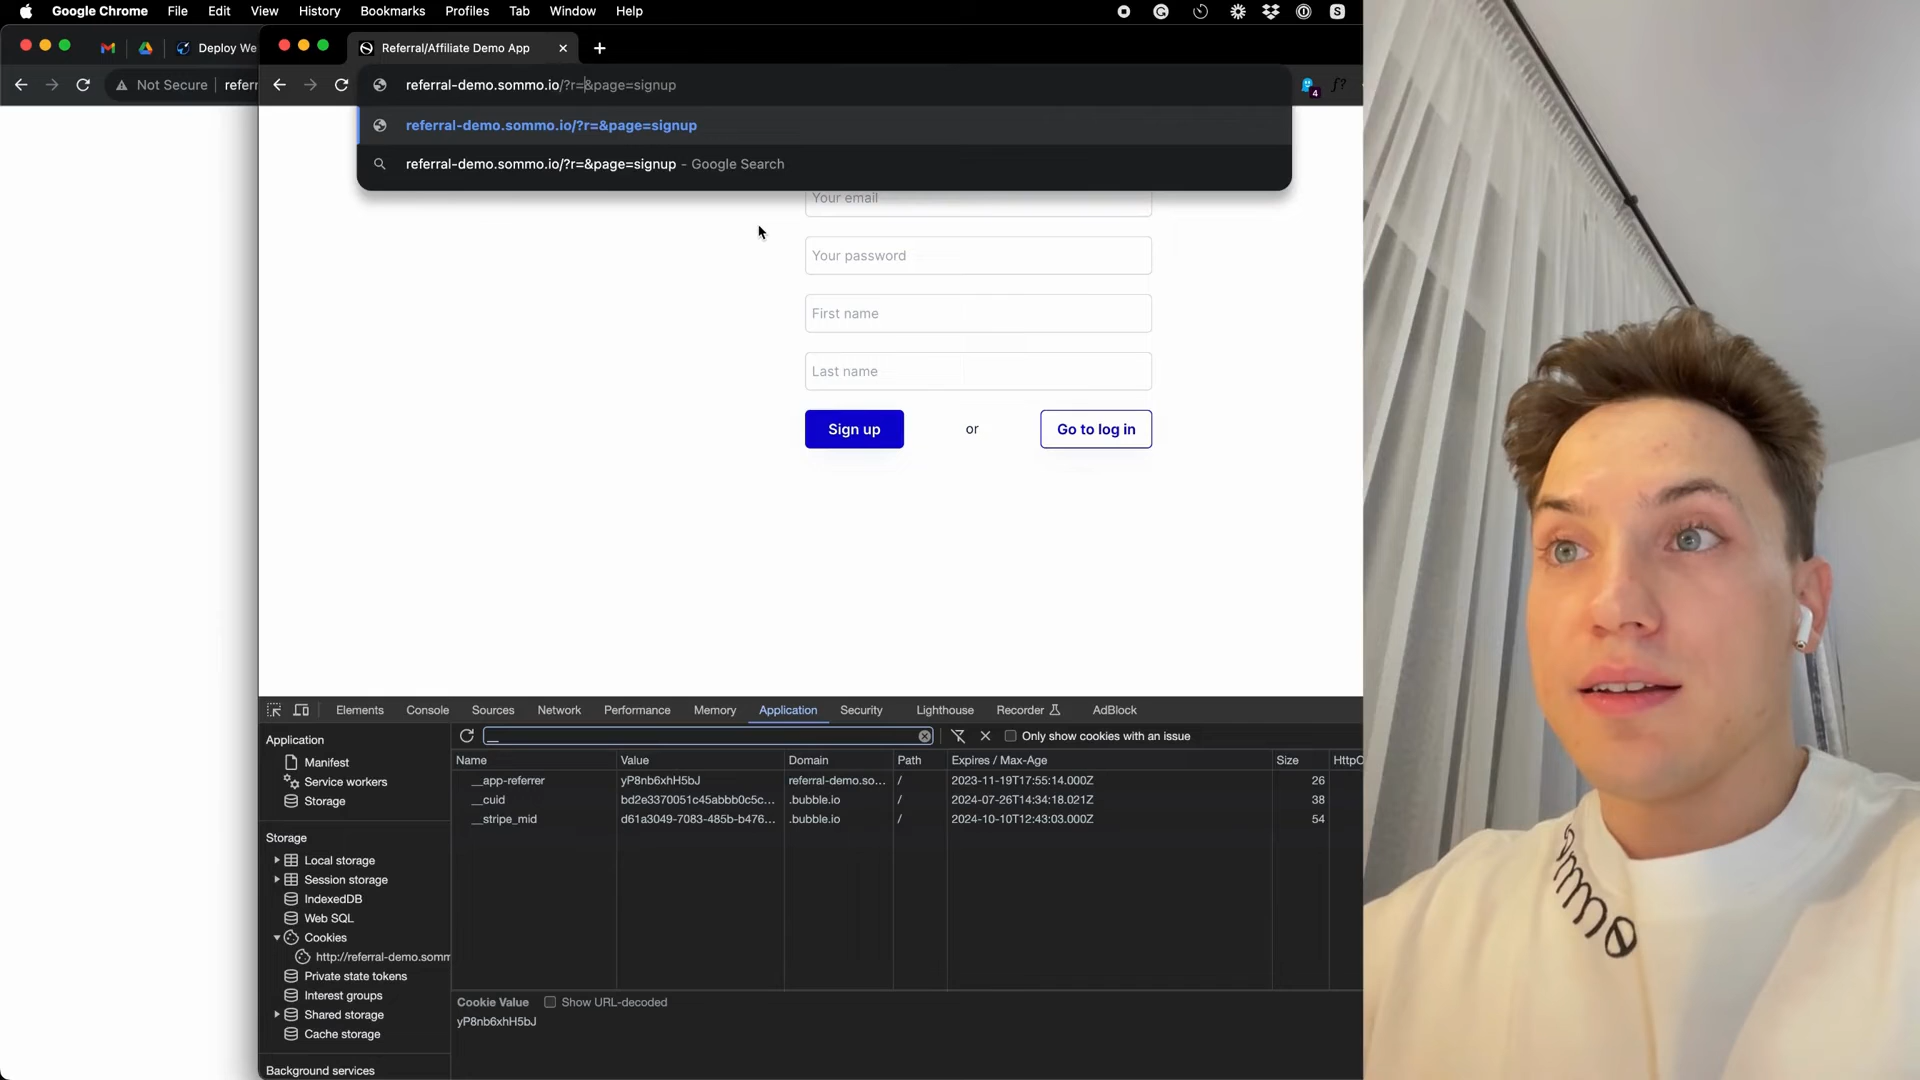 Google Chrome File Edit View History Bookmarks Profiles Tab Window Help
Deploy We
Referral/Affiliate Demo App
Not Secure
refer
referral-demo.sommo.io/?r=&page=signup
4
f?
referral-demo.sommo.io/?r=&page=signup
referral-demo.sommo.io/?r=&page=signup - Google Search
Your email
Your password
First name
Last name
Sign up
or
Go to log in
Elements Console Sources Network Performance Memory Application Security Lighthouse Recorder AdBlock
Application
Manifest
Service workers
Storage
Storage
Local storage
Session storage
IndexedDB
Web SQL
Cookies
http://referral-demo.somm
Private state tokens
Interest groups
Shared storage
Cache storage
Background services
__
Only show cookies with an issue
Name Value Domain Path Expires / Max-Age Size HttpO
__app-referrer yP8nb6xhH5bJ referral-demo.so... / 2023-11-19T17:55:14.000Z 26
__cuid bd2e3370051c45abbb0c5c... .bubble.io / 2024-07-26T14:34:18.021Z 38
__stripe_mid d61a3049-7083-485b-b476... .bubble.io / 2024-10-10T12:43:03.000Z 54
Cookie Value Show URL-decoded
yP8nb6xhH5bJ
sommo